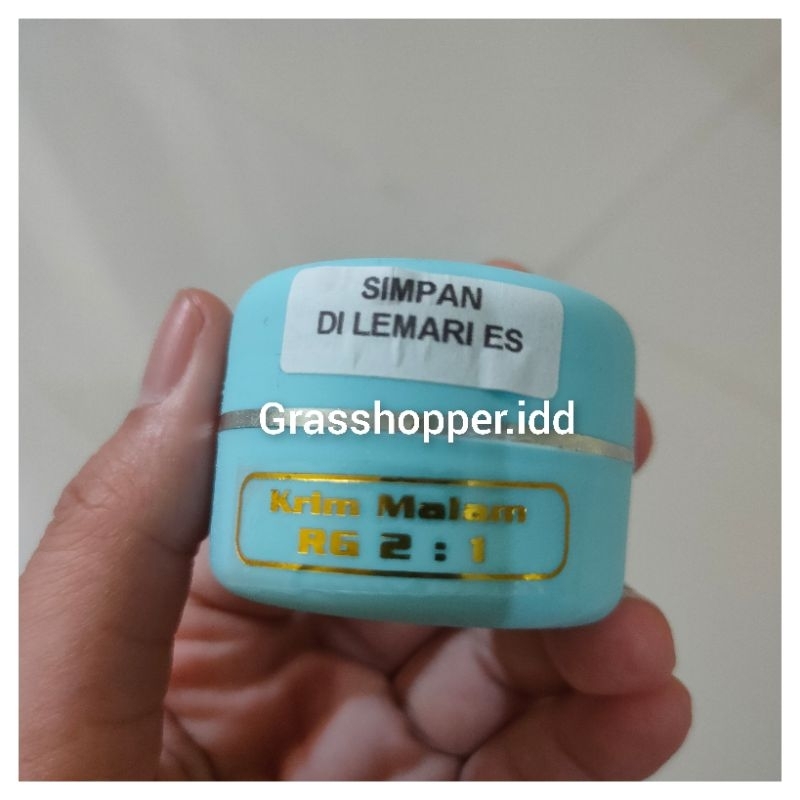 SIMPAN
DI LEMARI ES
Grasshopper.idd
Krim Malam
RG 2 : 1